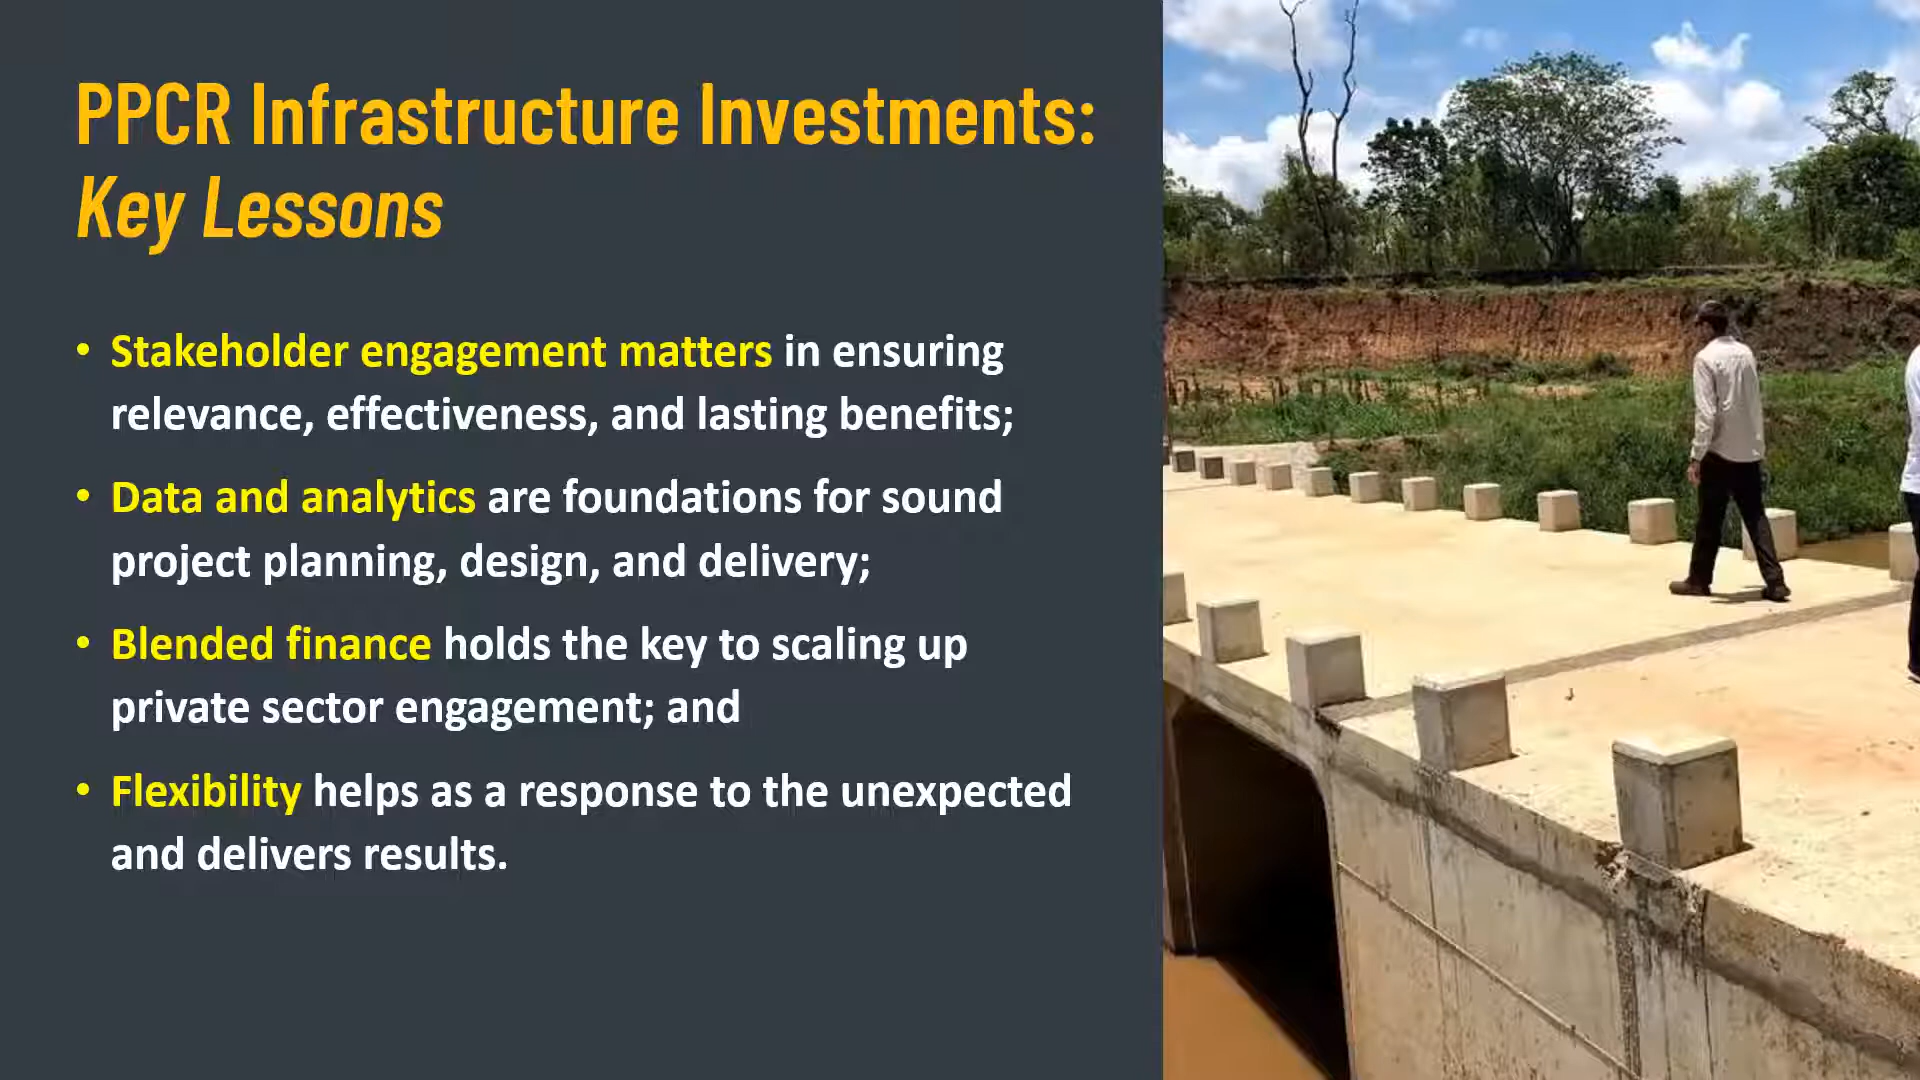 PPCR Infrastructure Investments:
Key Lessons
• Stakeholder engagement matters in ensuring
relevance, effectiveness, and lasting benefits;
• Data and analytics are foundations for sound
project planning, design, and delivery;
• Blended finance holds the key to scaling up
private sector engagement; and
• Flexibility helps as a response to the unexpected
and delivers results.